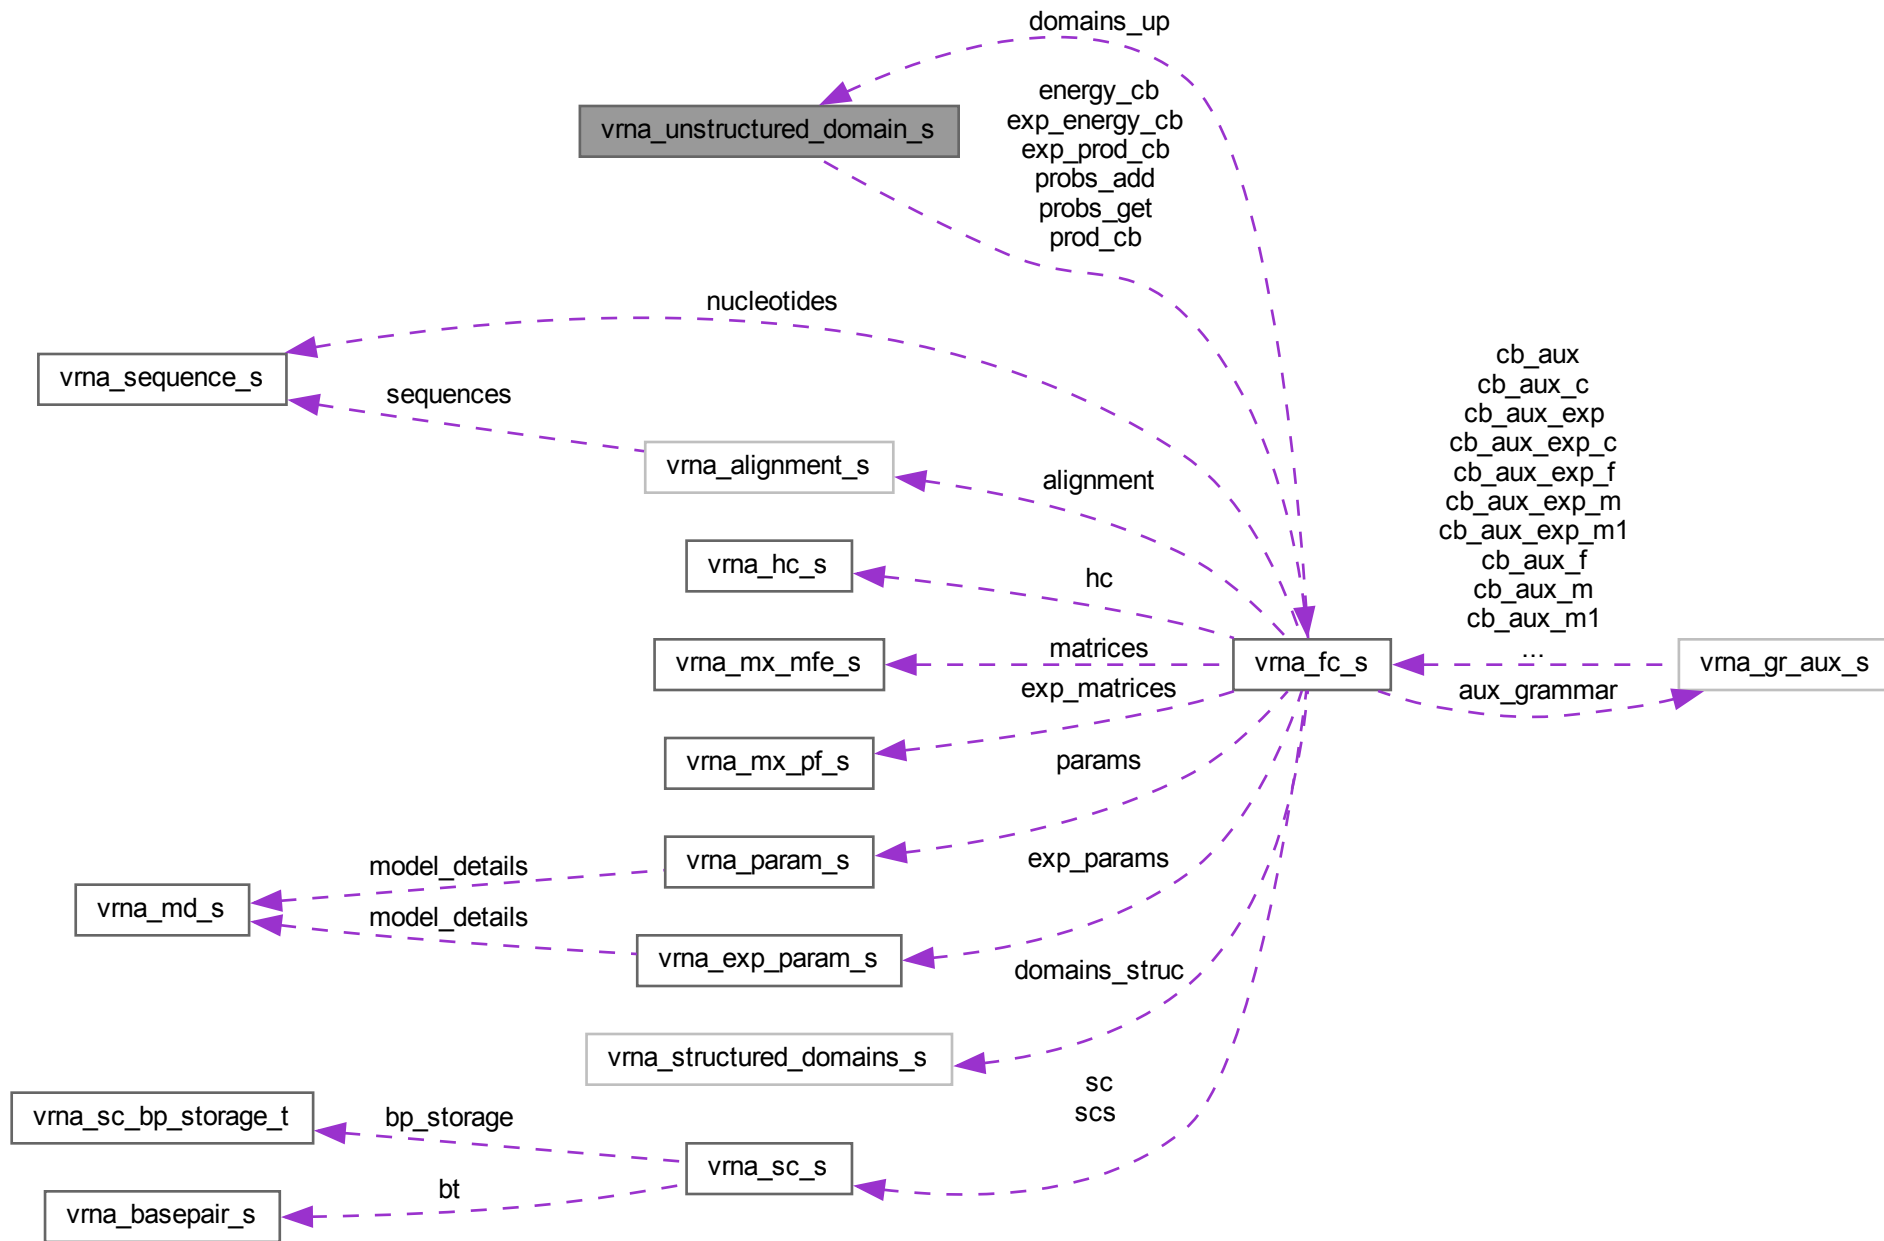 domains_up
energy_cb
exp_energy_cb
exp_prod_cb
probs_add
probs_get
prod_cb
vrna_unstructured_domain_s
nucleotides
vrna_sequence_s
sequences
vrna_alignment_s
alignment
cb_aux
cb_aux_c
cb_aux_exp
cb_aux_exp_c
cb_aux_exp_f
cb_aux_exp_m
cb_aux_exp_m1
cb_aux_f
cb_aux_m
cb_aux_m1
...
vrna_hc_s
hc
vrna_mx_mfe_s
matrices
vrna_fc_s
vrna_gr_aux_s
exp_matrices
aux_grammar
vrna_mx_pf_s
params
vrna_param_s
model_details
exp_params
vrna_md_s
model_details
vrna_exp_param_s
domains_struc
vrna_structured_domains_s
sc
scs
vrna_sc_bp_storage_t
bp_storage
vrna_sc_s
bt
vrna_basepair_s